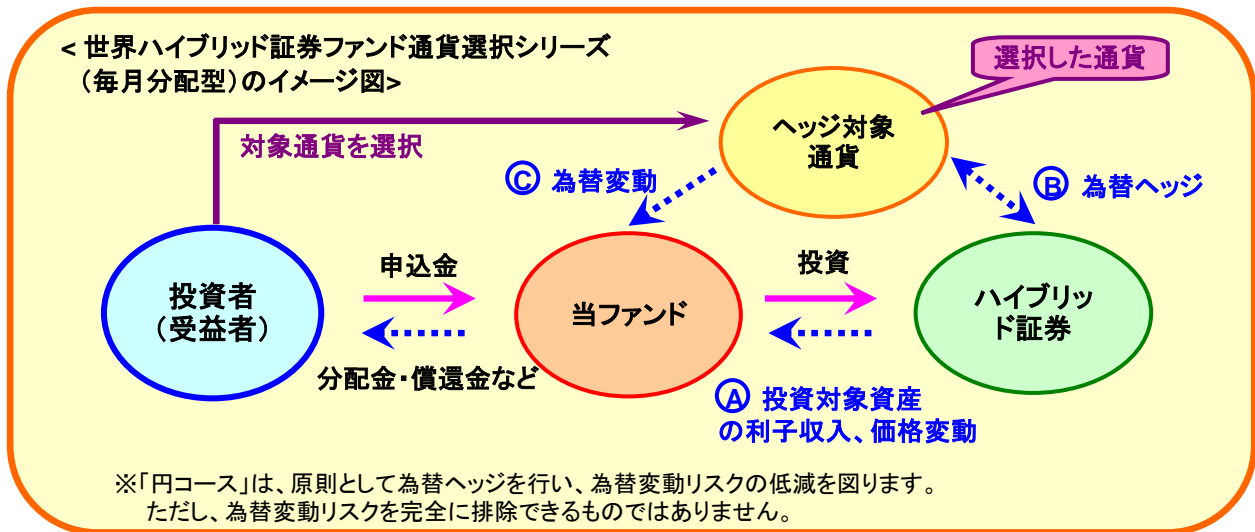 < 世界ハイブリッド証券ファンド通貨選択シリーズ
（毎月分配型）のイメージ図>
選択した通貨
対象通貨を選択
ヘッジ対象
通貨
C 為替変動
B 為替ヘッジ
投資者
（受益者）
申込金
分配金・償還金など
当ファンド
投資
ハイブリッ
ド証券
A 投資対象資産
の利子収入、価格変動
※「円コース」は、原則として為替ヘッジを行い、為替変動リスクの低減を図ります。
ただし、為替変動リスクを完全に排除できるものではありません。